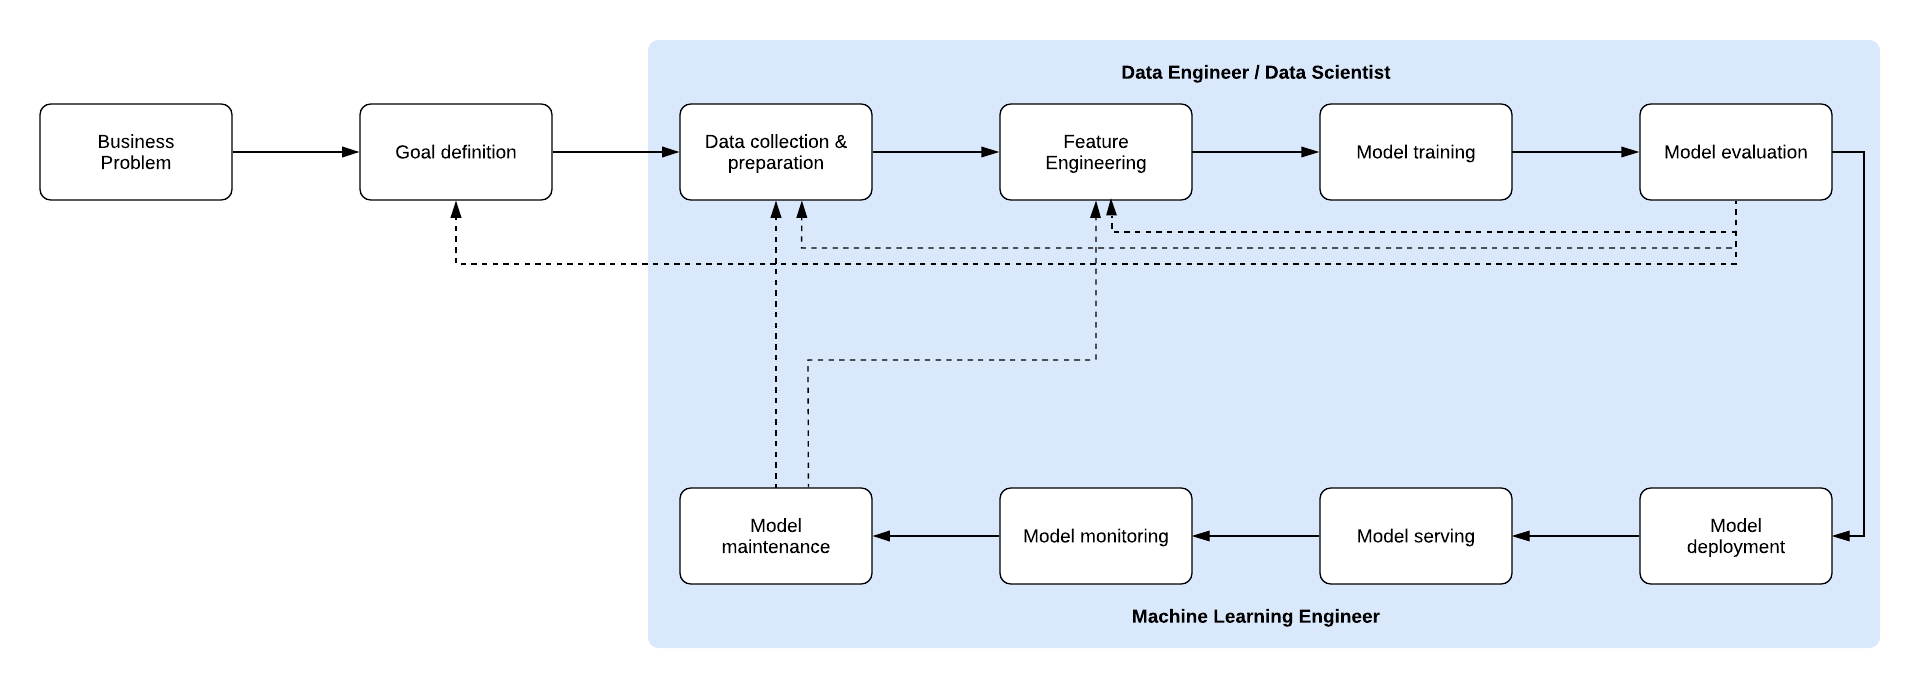 Data Engineer / Data Scientist
Business
Problem
Goal definition
Data collection &
preparation
Feature
Engineering
Model training
Model evaluation
Model
maintenance
Model monitoring
Model serving
Model
deployment
Machine Learning Engineer